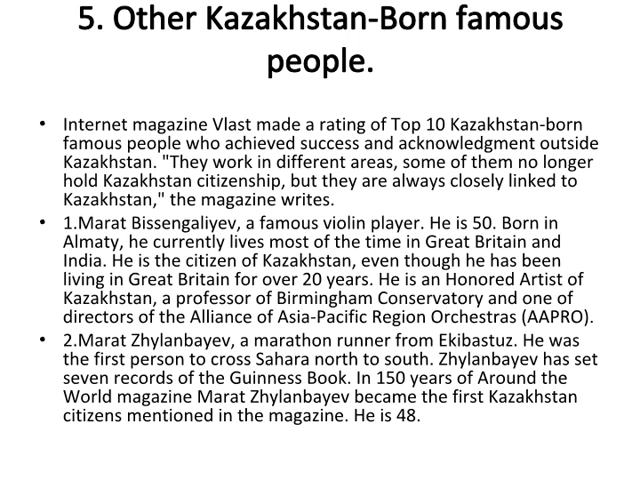 5. Other Kazakhstan-Born famous
people.
• Internet magazine Vlast made a rating of Top 10 Kazakhstan-born
famous people who achieved success and acknowledgment outside
Kazakhstan. "They work in different areas, some of them no longer
hold Kazakhstan citizenship, but they are always closely linked to
Kazakhstan," the magazine writes.
• 1.Marat Bissengaliyev, a famous violin player. He is 50. Born in
Almaty, he currently lives most of the time in Great Britain and
India. He is the citizen of Kazakhstan, even though he has been
living in Great Britain for over 20 years. He is an Honored Artist of
Kazakhstan, a professor of Birmingham Conservatory and one of
directors of the Alliance of Asia-Pacific Region Orchestras (AAPRO).
• 2.Marat Zhylanbayev, a marathon runner from Ekibastuz. He was
the first person to cross Sahara north to south. Zhylanbayev has set
seven records of the Guinness Book. In 150 years of Around the
World magazine Marat Zhylanbayev became the first Kazakhstan
citizens mentioned in the magazine. He is 48.